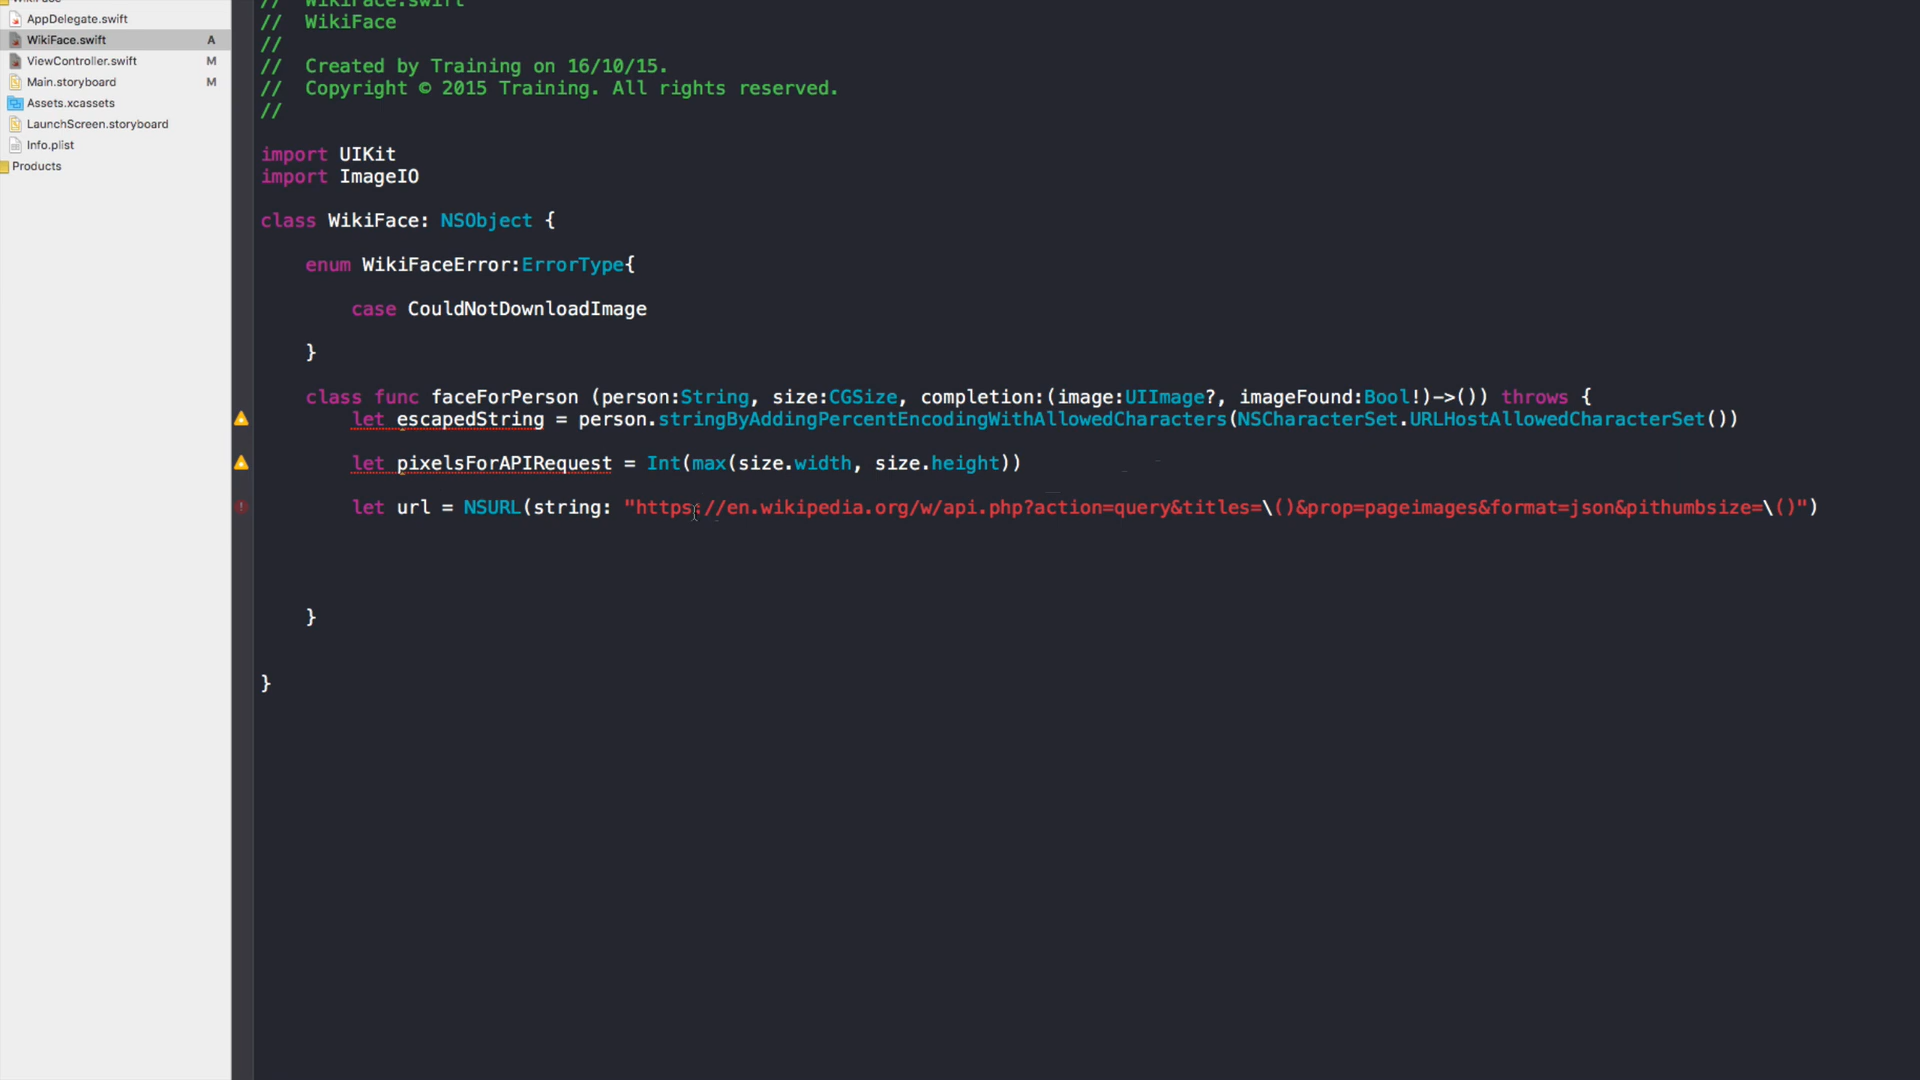 WikiFace
AppDelegate.swift
WikiFace.swift A
ViewController.swift M
Main.storyboard M
Assets.xcassets
LaunchScreen.storyboard
Info.plist
Products
// WikiFace.swift
// WikiFace
//
// Created by Training on 16/10/15.
// Copyright © 2015 Training. All rights reserved.
//
import UIKit
import ImageIO
class WikiFace: NSObject {
enum WikiFaceError:ErrorType{
case CouldNotDownloadImage
}
class func faceForPerson (person:String, size:CGSize, completion:(image:UIImage?, imageFound:Bool!)->()) throws {
let escapedString = person.stringByAddingPercentEncodingWithAllowedCharacters(NSCharacterSet.URLHostAllowedCharacterSet())
let pixelsForAPIRequest = Int(max(size.width, size.height))
let url = NSURL(string: "https://en.wikipedia.org/w/api.php?action=query&titles=\()&prop=pageimages&format=json&pithumbsize=\()")
}
}